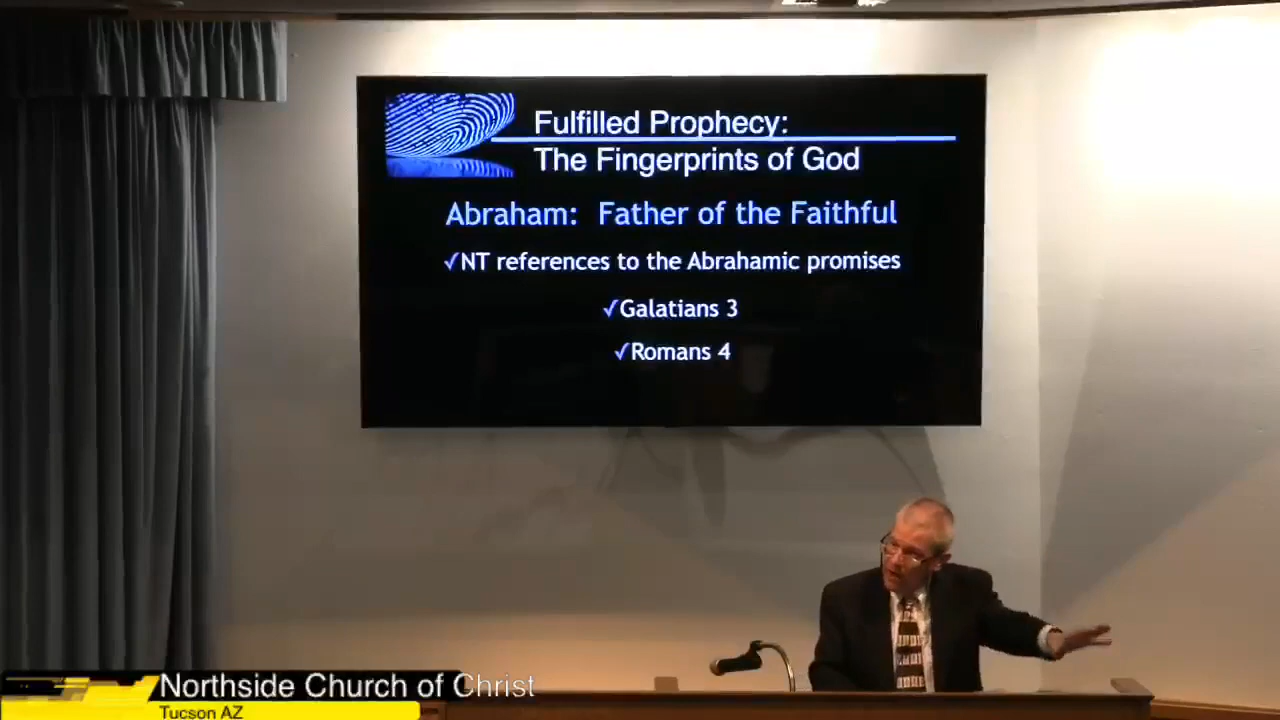 Fulfilled Prophecy:
The Fingerprints of God
Abraham: Father of the Faithful
✓NT references to the Abrahamic promises
✓Galatians 3
✓Romans 4
Northside Church of Christ
Tucson AZ